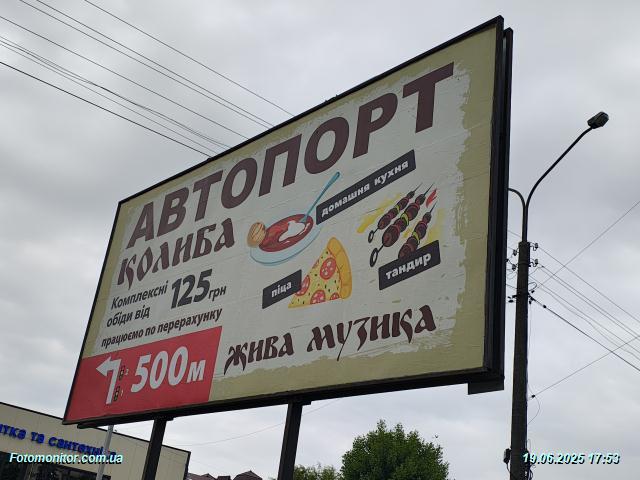 АВТОПОРТ
КОЛИБА
домашня кухня
Комплексні
обіди від 125грн
працюємо по перерахунку
піца
тандир
500м
жива музика
тка та сантехні
Fotomonitor.com.ua
19.06.2025 17:53